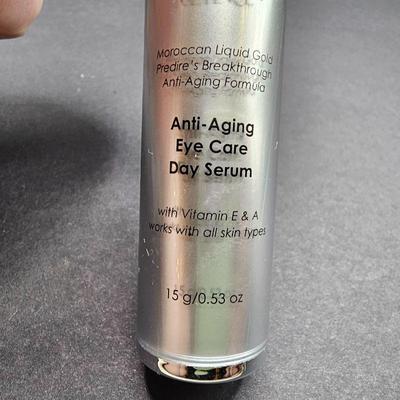 Moroccan Liquid Gold
Predire's Breakthrough
Anti-Aging Formula
Anti-Aging
Eye Care
Day Serum
with Vitamin E & A
works with all skin types
15 g/0.53 oz